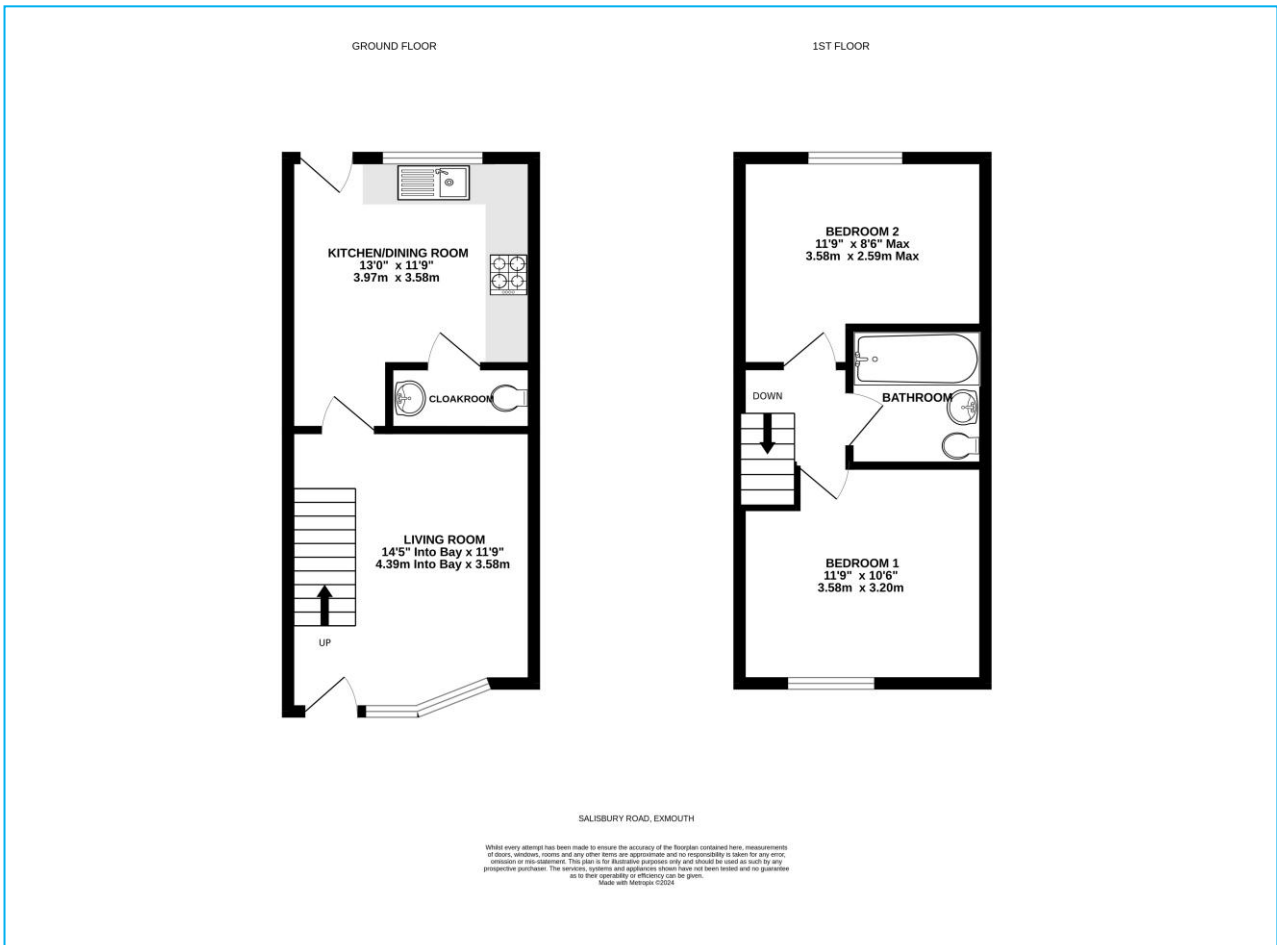 GROUND FLOOR
1ST FLOOR
KITCHEN/DINING ROOM
13'0" x 11'9"
3.97m x 3.58m
CLOAKROOM
LIVING ROOM
14'5" Into Bay x 11'9"
4.39m Into Bay x 3.58m
UP
BEDROOM 2
11'9" x 8'6" Max
3.58m x 2.59m Max
DOWN
BATHROOM
BEDROOM 1
11'9" x 10'6"
3.58m x 3.20m
SALISBURY ROAD, EXMOUTH
Whilst every attempt has been made to ensure the accuracy of the floorplan contained here, measurements
of doors, windows, rooms and any other items are approximate and no responsibility is taken for any error,
omission or mis-statement. This plan is for illustrative purposes only and should be used as such by any
prospective purchaser. The services, systems and appliances shown have not been tested and no guarantee
as to their operability or efficiency can be given.
Made with Metropix ©2024